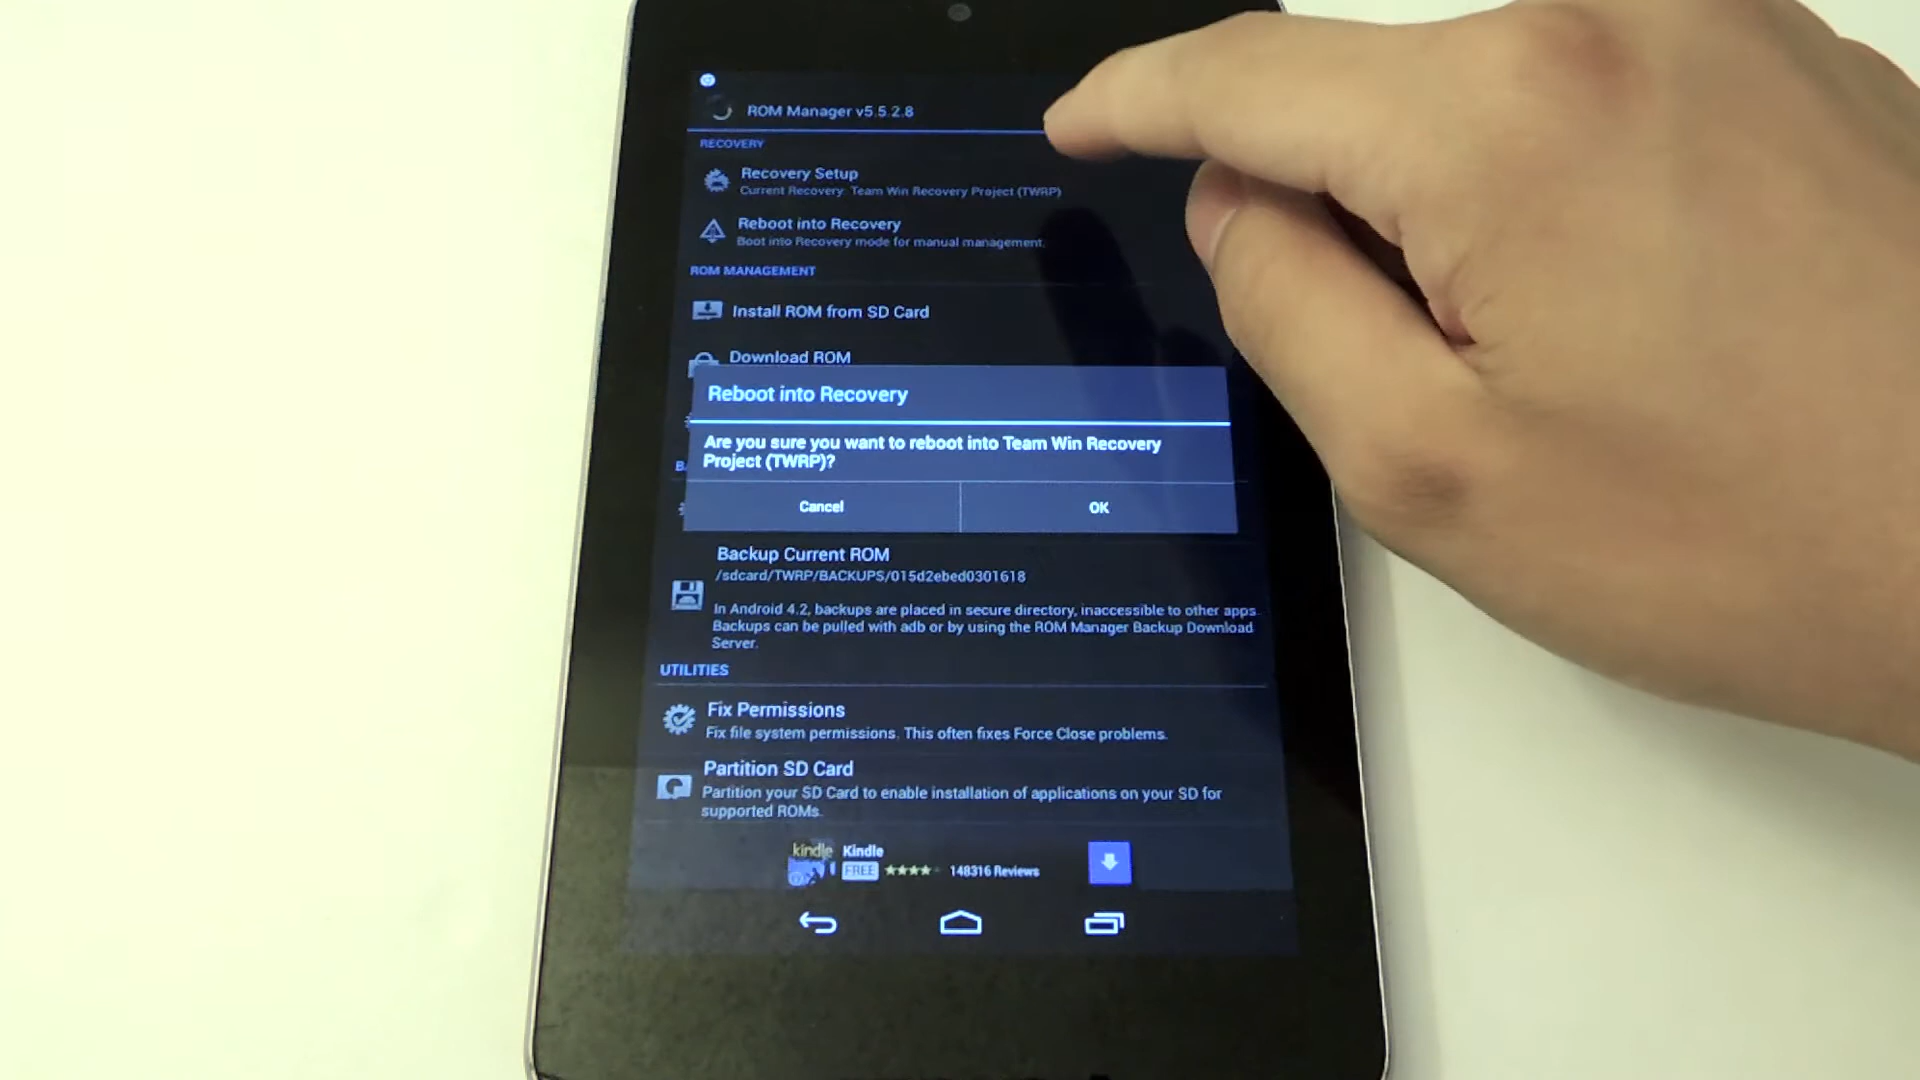 ROM Manager v5.5.2.8
RECOVERY
Recovery Setup
Current Recovery: Team Win Recovery Project (TWRP)
Reboot into Recovery
Boot into Recovery mode for manual management.
ROM MANAGEMENT
Install ROM from SD Card
Download ROM
Reboot into Recovery
Are you sure you want to reboot into Team Win Recovery
Project (TWRP)?
Cancel
OK
Backup Current ROM
/sdcard/TWRP/BACKUPS/015d2ebed0301618
In Android 4.2, backups are placed in secure directory, inaccessible to other apps.
Backups can be pulled with adb or by using the ROM Manager Backup Download
Server.
UTILITIES
Fix Permissions
Fix file system permissions. This often fixes Force Close problems.
Partition SD Card
Partition your SD Card to enable installation of applications on your SD for
supported ROMs.
kindle
Kindle
FREE
148316 Reviews